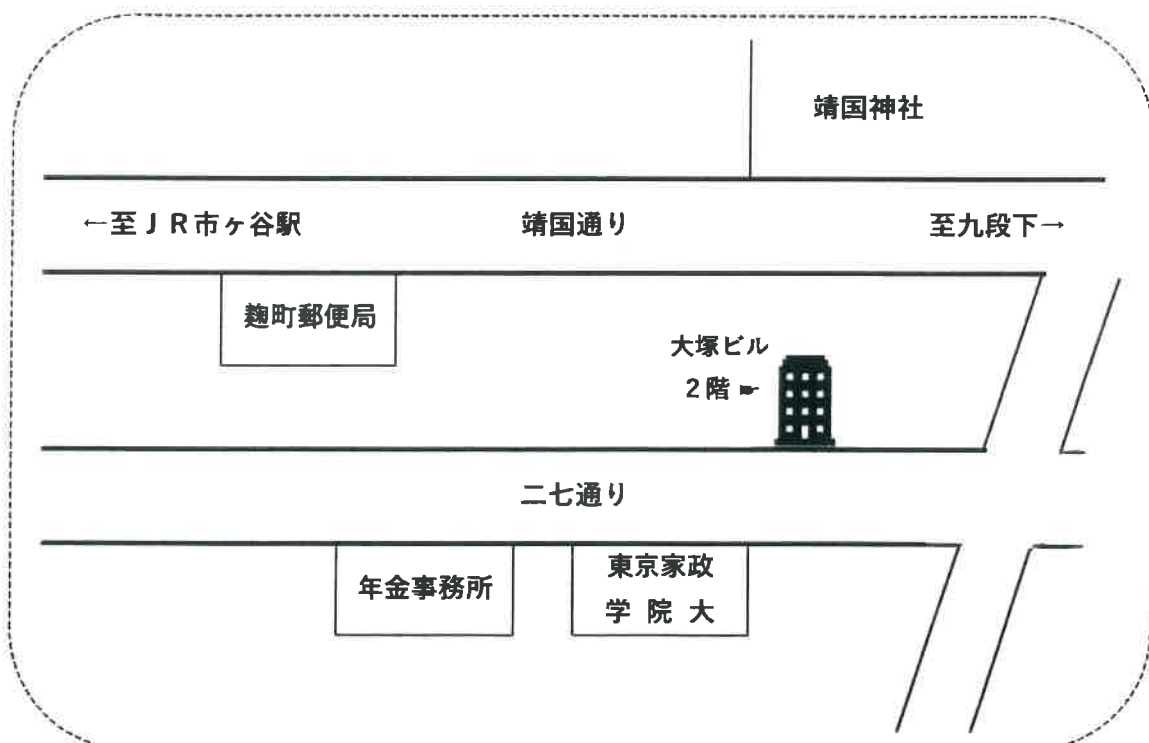 靖国神社
←至ＪＲ市ヶ谷駅
靖国通り
至九段下→
麹町郵便局
大塚ビル
２階☛
二七通り
年金事務所
東京家政
学院大